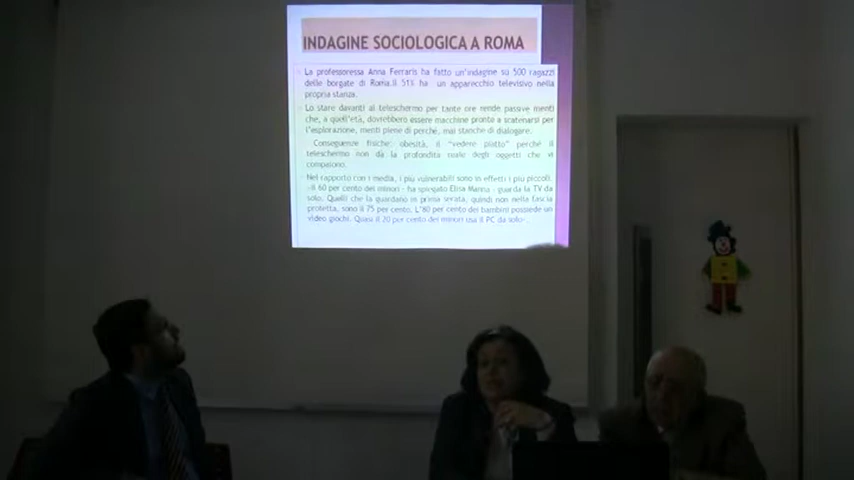 INDAGINE SOCIOLOGICA A ROMA
La professoressa Anna Ferraris ha fatto un'indagine su 500 ragazzi
delle borgate di Roma.Il 51% ha un apparecchio televisivo nella
propria stanza.
Lo stare davanti al teleschermo per tante ore rende passive menti
che, a quell'età, dovrebbero essere macchine pronte a scatenarsi per
l'esplorazione, menti piene di perché, mai stanche di dialogare.
Conseguenze fisiche: obesità, il "vedere piatto" perché il
teleschermo non dà la profondita reale degli oggetti che vi
compaiono.
Nel rapporto con i media, i più vulnerabili sono in effetti i più piccoli.
«Il 60 per cento dei minori - ha spiegato Elisa Manna - guarda la TV da
solo. Quelli che la guardano in prima serata, quindi non nella fascia
protetta, sono il 75 per cento. L'80 per cento dei bambini possiede un
video giochi. Quasi il 20 per cento dei minori usa il PC da solo»